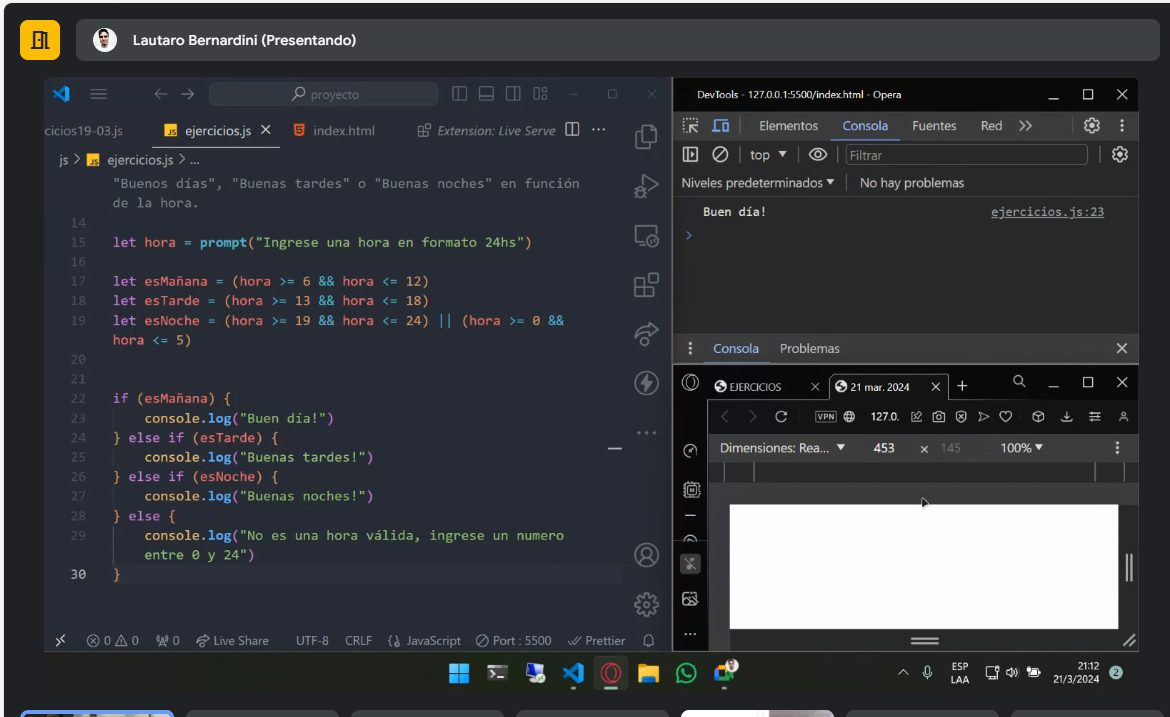 Lautaro Bernardini (Presentando)
proyecto
cicios19-03.js
JS ejercicios.js
index.html
Extension: Live Serve
js > JS ejercicios.js > ...
"Buenos días", "Buenas tardes" o "Buenas noches" en función
de la hora.
14
15 let hora = prompt("Ingrese una hora en formato 24hs")
16
17 let esMañana = (hora >= 6 && hora <= 12)
18 let esTarde = (hora >= 13 && hora <= 18)
19 let esNoche = (hora >= 19 && hora <= 24) || (hora >= 0 &&
hora <= 5)
20
21
22 if (esMañana) {
23 console.log("Buen día!")
24 } else if (esTarde) {
25 console.log("Buenas tardes!")
26 } else if (esNoche) {
27 console.log("Buenas noches!")
28 } else {
29 console.log("No es una hora válida, ingrese un numero
entre 0 y 24")
30 }
0 0 0 Live Share UTF-8 CRLF {} JavaScript Port : 5500 Prettier
DevTools - 127.0.0.1:5500/index.html - Opera
Elementos Consola Fuentes Red
top Filtrar
Niveles predeterminados No hay problemas
Buen día! ejercicios.js:23
Consola Problemas
EJERCICIOS
21 mar. 2024
VPN 127.0.
Dimensiones: Rea... 453 x 145 100%
ESP
LAA
21:12
21/3/2024
2